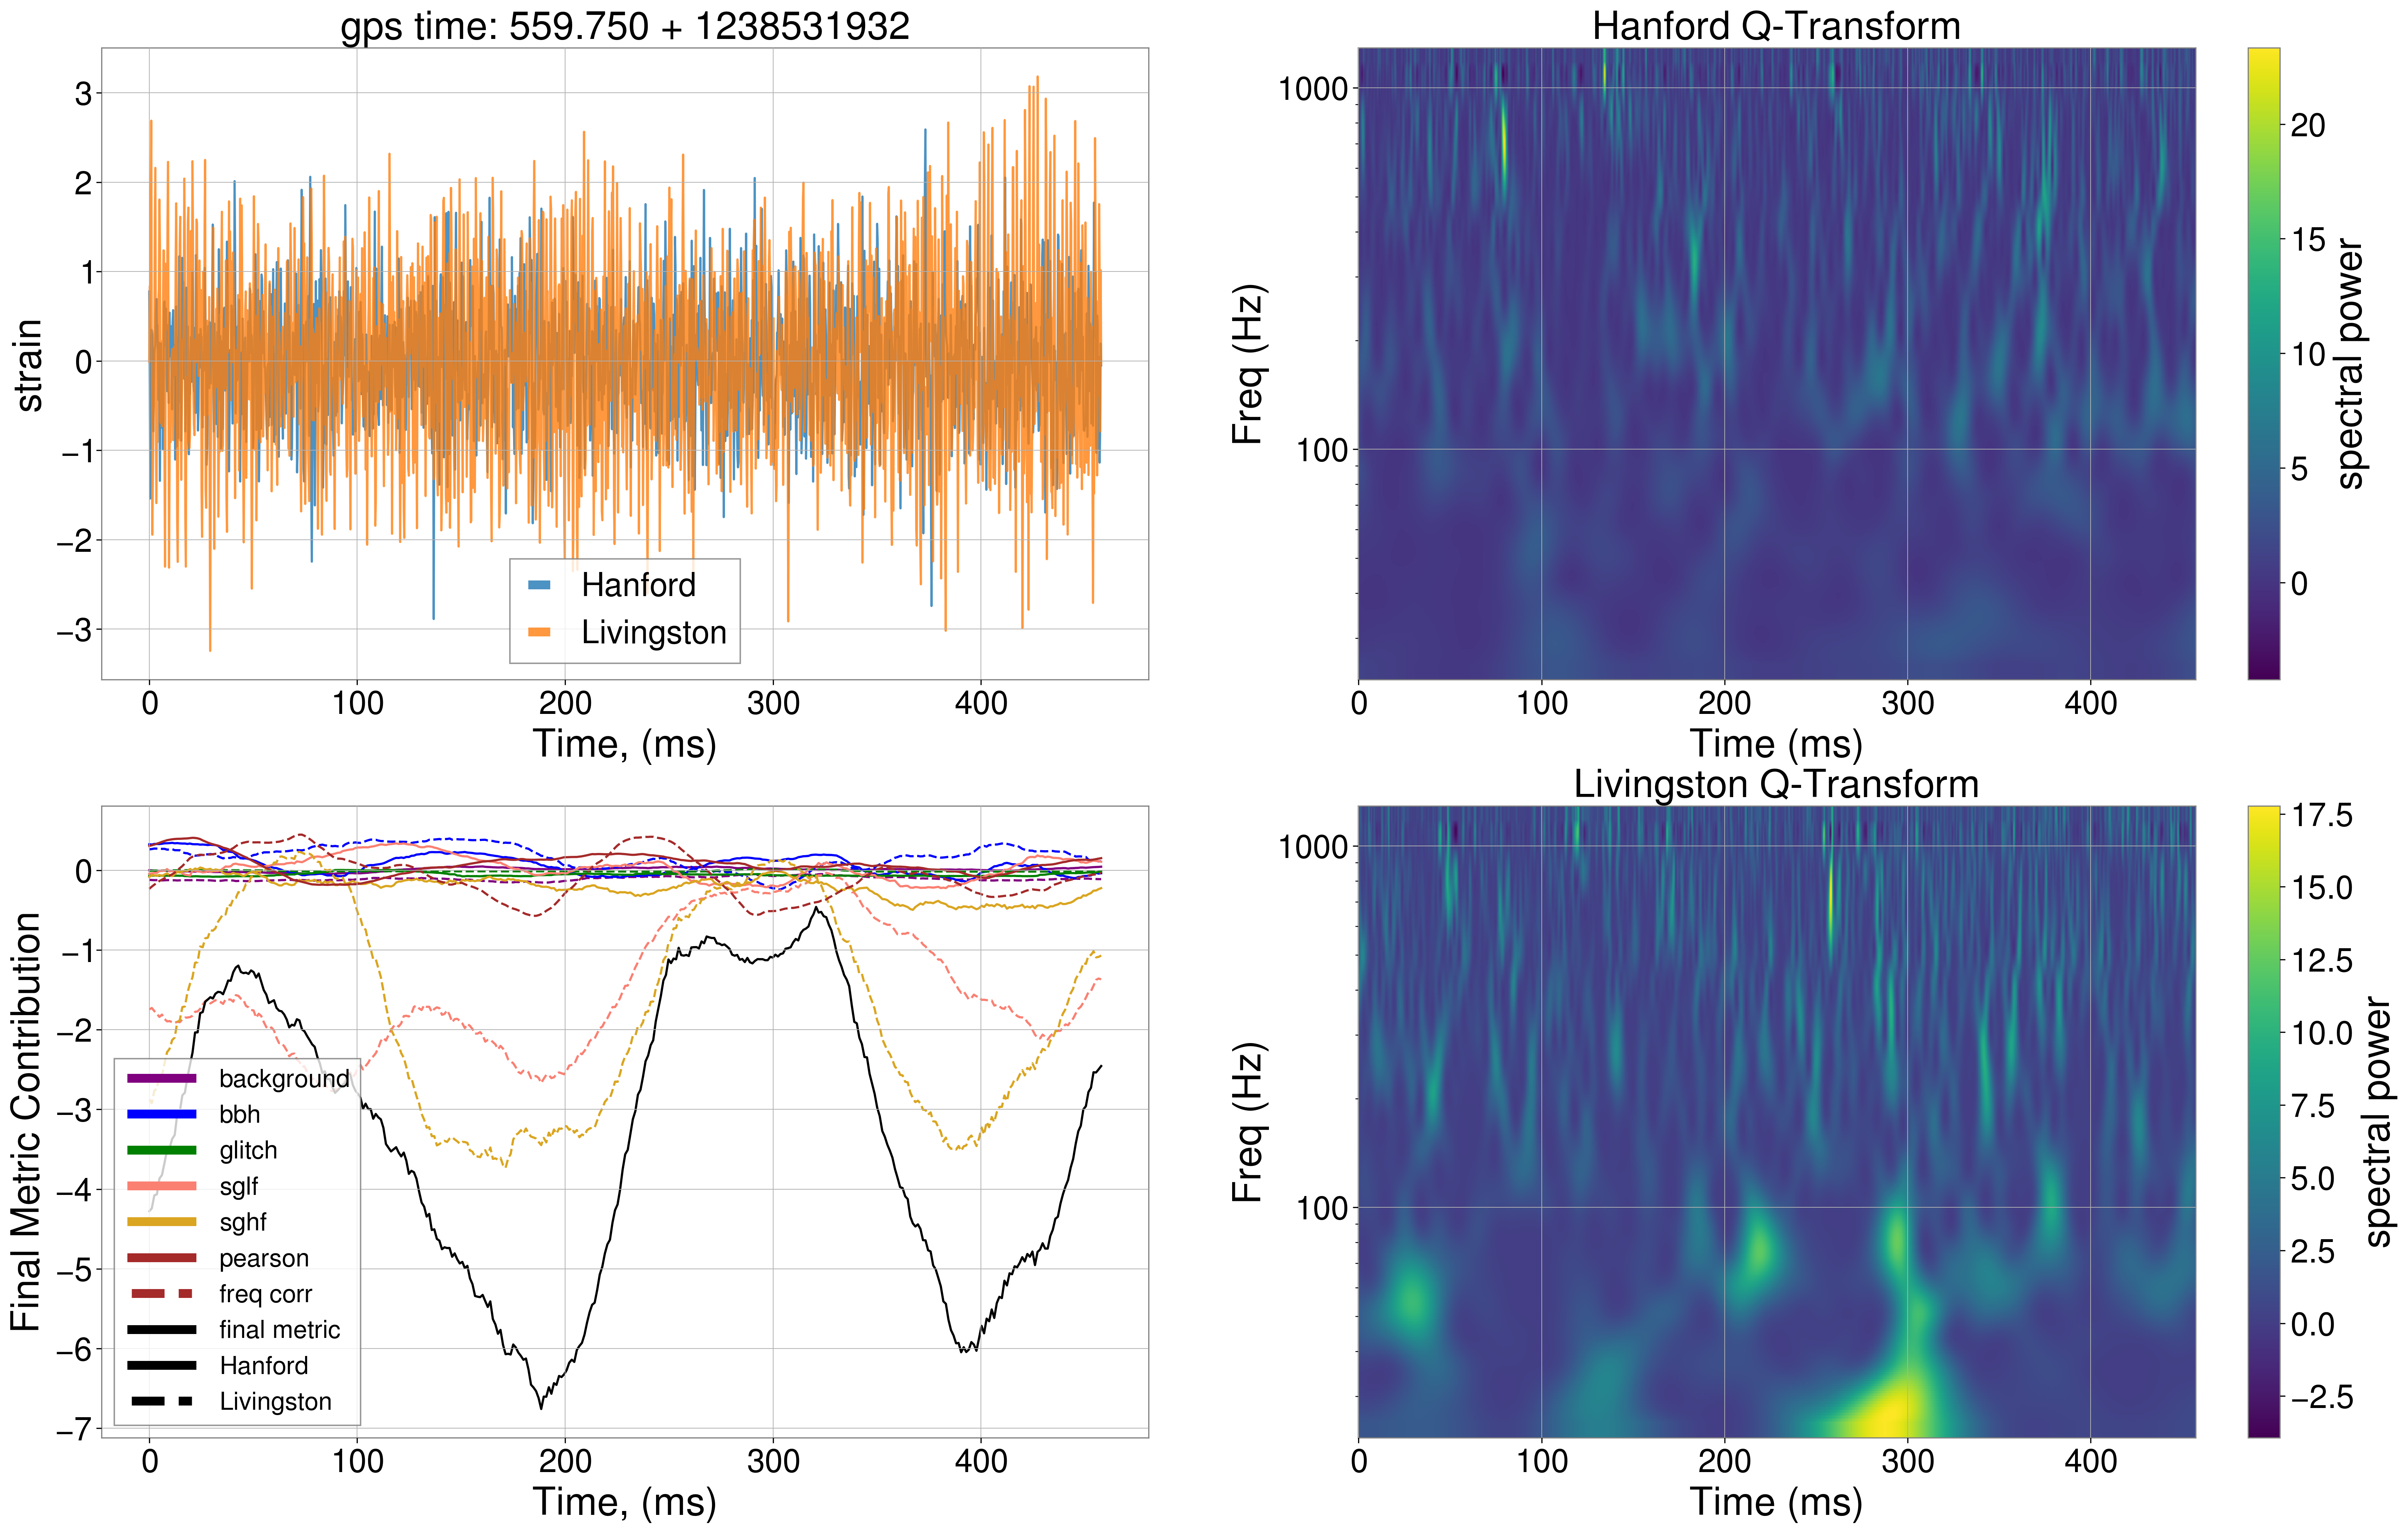 gps time: 559.750 + 1238531932
strain
3
2
1
0
−1
−2
−3
Hanford
Livingston
0
100
200
300
400
Time, (ms)
Hanford Q-Transform
Freq (Hz)
1000
100
0
100
200
300
400
Time (ms)
20
15
10
5
0
spectral power
Final Metric Contribution
0
−1
−2
−3
−4
−5
−6
−7
background
bbh
glitch
sglf
sghf
pearson
freq corr
final metric
Hanford
Livingston
0
100
200
300
400
Time, (ms)
Livingston Q-Transform
Freq (Hz)
1000
100
0
100
200
300
400
Time (ms)
17.5
15.0
12.5
10.0
7.5
5.0
2.5
0.0
−2.5
spectral power